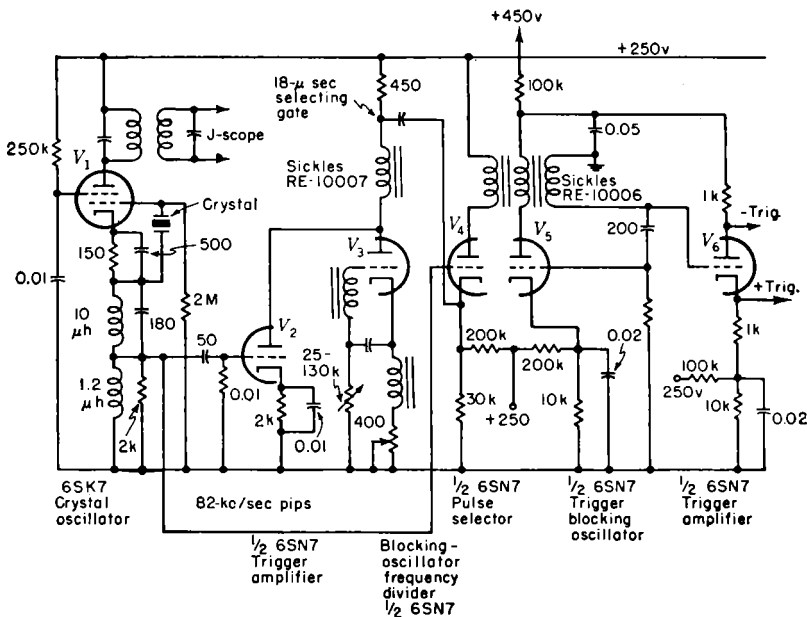 +450v
+250v
18-μ sec
selecting
gate
450
100k
J-scope
0.05
250k
V1
Sickles
RE-10007
Sickles
RE-10006
1k
-Trig.
Crystal
V3
V4
V5
200
V6
+Trig.
150
500
0.01
2M
10
μh
180
50
V2
25-
130k
200k
200k
0.02
1k
100k
250v
1.2
μh
2k
0.01
2k
0.01
400
30k
+250
10k
10k
0.02
6SK7
Crystal
oscillator
82-kc/sec pips
1/2 6SN7
Trigger
amplifier
Blocking-
oscillator
frequency
divider
1/2 6SN7
1/2 6SN7
Pulse
selector
1/2 6SN7
Trigger
blocking
oscillator
1/2 6SN7
Trigger
amplifier